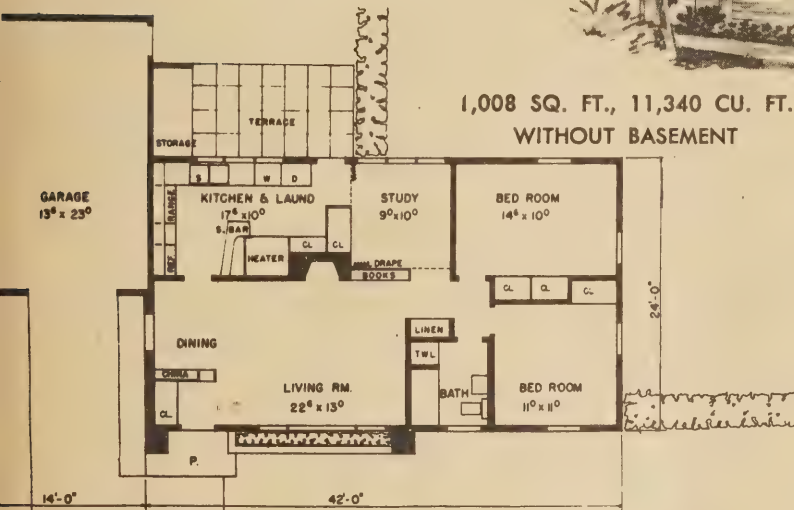 1,008 SQ. FT., 11,340 CU. FT.
WITHOUT BASEMENT
TERRACE
STORAGE
S
W
D
GARAGE
13⁶ x 23⁰
RANGE
KITCHEN & LAUND
17⁶ x 10⁰
S. BAR
REF.
HEATER
CL
CL
STUDY
9⁰ x 10⁰
DRAPE
BOOKS
BED ROOM
14⁶ x 10⁰
CL
CL
CL
24'-0"
DINING
LINEN
TWL
CHINA
LIVING RM.
22⁶ x 13⁰
BATH
BED ROOM
11⁰ x 11⁰
CL
P.
14'-0"
42'-0"